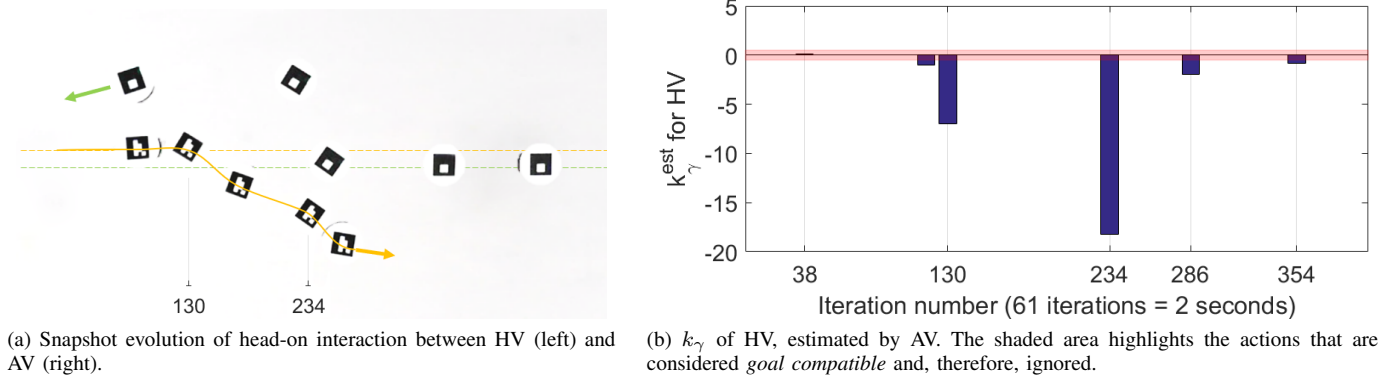 130
234
(a) Snapshot evolution of head-on interaction between HV (left) and
AV (right).
5
0
-5
-10
-15
-20
k_γ^est for HV
38
130
234
286
354
Iteration number (61 iterations = 2 seconds)
(b) k_γ of HV, estimated by AV. The shaded area highlights the actions that are
considered goal compatible and, therefore, ignored.